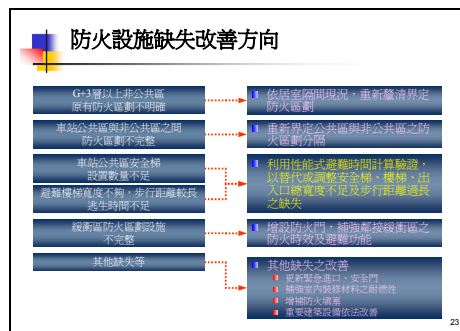 防火設施缺失改善方向
G+3層以上非公共區
原有防火區劃不明確
依居室隔間現況，重新釐清界定
防火區劃
車站公共區與非公共區之間
防火區劃不完整
重新界定公共區與非公共區之防
火區劃分隔
車站公共區安全梯
設置數量不足
避難樓梯寬度不夠，步行距離較長
逃生時間不足
利用性能式避難時間計算驗證，
以替代或調整安全梯、樓梯、出
入口總寬度不足及步行距離過長
之缺失
緩衝區防火區劃設施
不完整
增設防火門，補強鄰接緩衝區之
防火時效及避難功能
其他缺失等
其他缺失之改善
更新緊急進口、安全門
補強室內裝修材料之耐燃性
增補防火填塞
重要建築設備依法改善
23